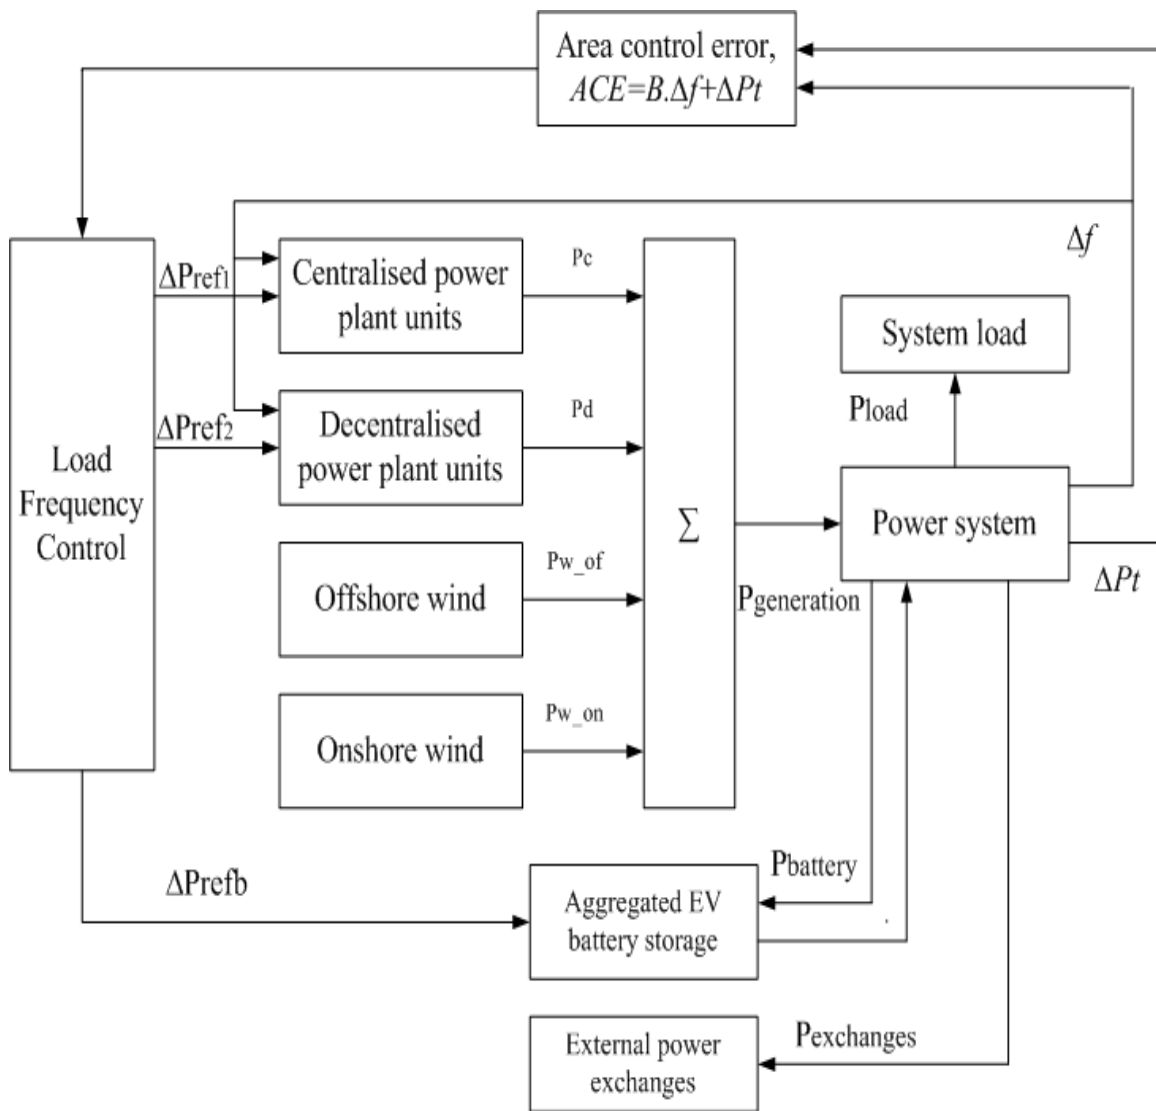 Area control error,
ACE=B.Δf+ΔPt
Δf
ΔPref1
Centralised power
plant units
Pc
System load
Pload
ΔPref2
Decentralised
power plant units
Pd
Load
Frequency
Control
Σ
Power system
ΔPt
Offshore wind
Pw_of
Pgeneration
Onshore wind
Pw_on
ΔPrefb
Aggregated EV
battery storage
Pbattery
External power
exchanges
Pexchanges